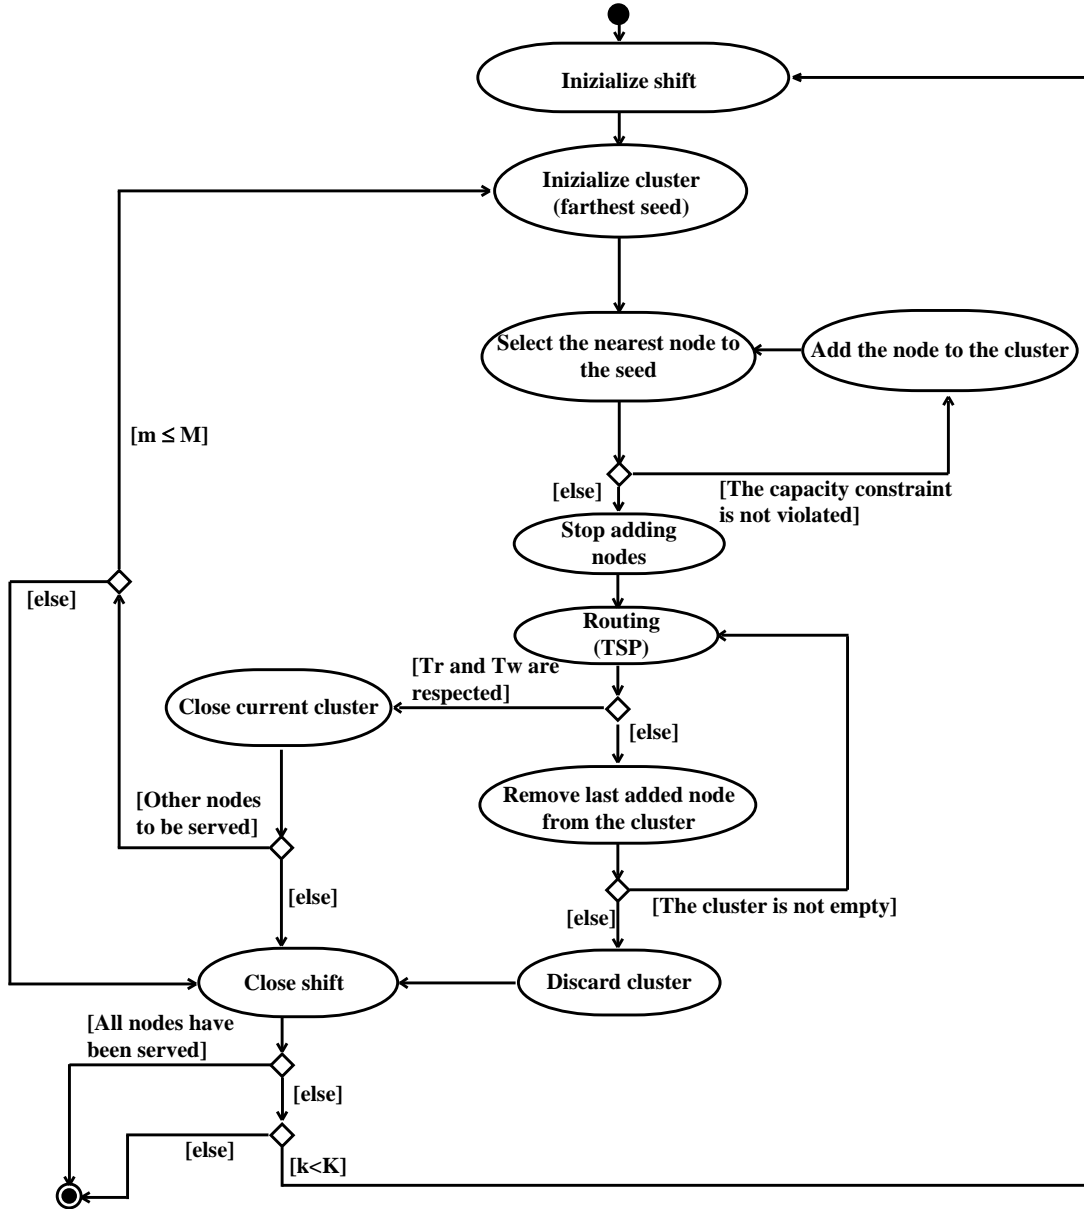 Inizialize shift
Inizialize cluster
(farthest seed)
Select the nearest node to
the seed
Add the node to the cluster
[m ≤ M]
[else]
[The capacity constraint
is not violated]
Stop adding
nodes
[else]
Routing
(TSP)
[Tr and Tw are
respected]
Close current cluster
[else]
Remove last added node
from the cluster
[Other nodes
to be served]
[else]
[The cluster is not empty]
[else]
Close shift
Discard cluster
[All nodes have
been served]
[else]
[else]
[k<K]